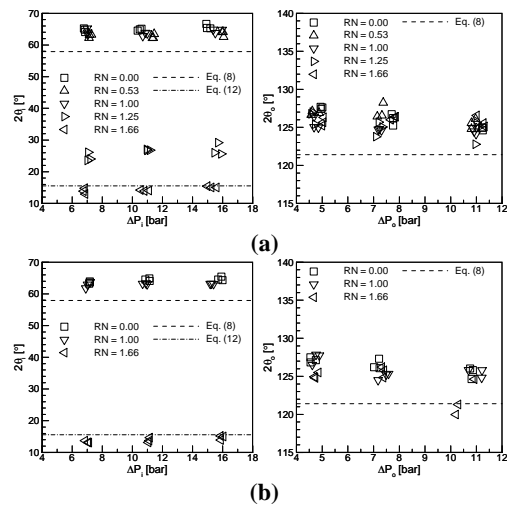 2θi [°]
70
60
50
40
30
20
10
RN = 0.00
RN = 0.53
RN = 1.00
RN = 1.25
RN = 1.66
Eq. (8)
Eq. (12)
4 6 8 10 12 14 16 18
ΔPi [bar]
2θo [°]
140
135
130
125
120
115
RN = 0.00
RN = 0.53
RN = 1.00
RN = 1.25
RN = 1.66
Eq. (8)
4 5 6 7 8 9 10 11 12 13
ΔPo [bar]
(a)
2θi [°]
70
60
50
40
30
20
10
RN = 0.00
RN = 1.00
RN = 1.66
Eq. (8)
Eq. (12)
4 6 8 10 12 14 16 18
ΔPi [bar]
2θo [°]
140
135
130
125
120
115
RN = 0.00
RN = 1.00
RN = 1.66
Eq. (8)
4 5 6 7 8 9 10 11 12 13
ΔPo [bar]
(b)